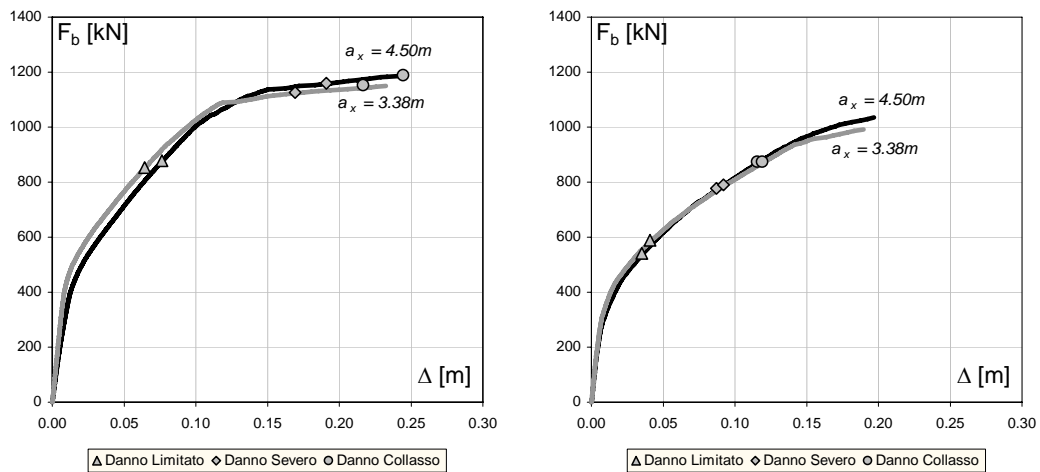 1400
F_b [kN]
a_x = 4.50m
1200
a_x = 3.38m
1000
800
600
400
200
Δ [m]
0
0.00 0.05 0.10 0.15 0.20 0.25 0.30
Danno Limitato Danno Severo Danno Collasso
1400
F_b [kN]
1200
a_x = 4.50m
1000
a_x = 3.38m
800
600
400
200
Δ [m]
0
0.00 0.05 0.10 0.15 0.20 0.25 0.30
Danno Limitato Danno Severo Danno Collasso